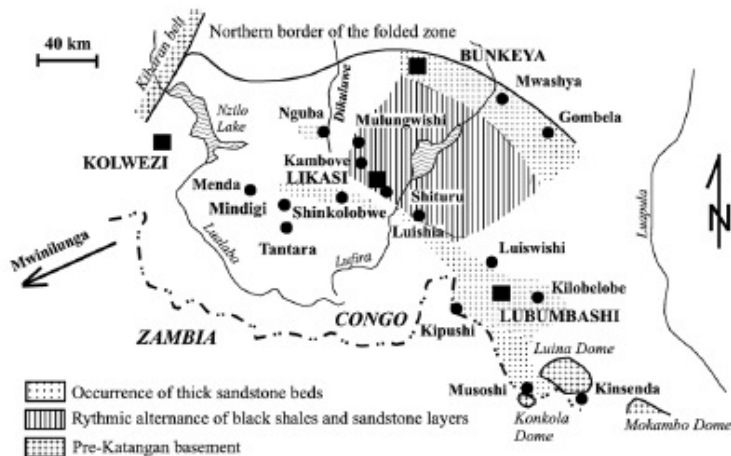 40 km
Northern border of the folded zone
Kibaran belt
BUNKEYA
Mwashya
Nzilo
Lake
Nguba
Dikuluwe
Mulungwishi
Gombela
KOLWEZI
Kambove
LIKASI
Menda
Mindigi
Shinkolobwe
Shituru
Luishia
Luapula
N
Tantara
Lualaba
Lufira
Mwinilunga
Luiswishi
Kilobelobe
ZAMBIA
CONGO
Kipushi
LUBUMBASHI
Luina Dome
Musoshi
Kinsenda
Konkola
Dome
Mokambo Dome
Occurrence of thick sandstone beds
Rythmic alternance of black shales and sandstone layers
Pre-Katangan basement